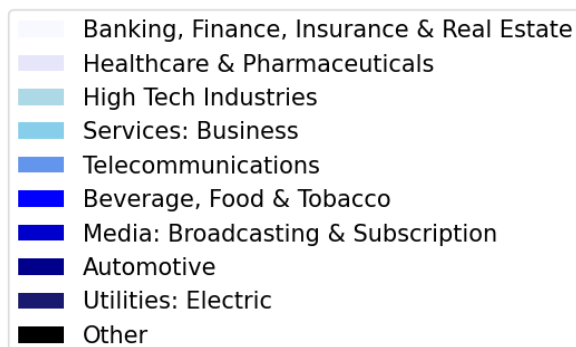 Banking, Finance, Insurance & Real Estate
Healthcare & Pharmaceuticals
High Tech Industries
Services: Business
Telecommunications
Beverage, Food & Tobacco
Media: Broadcasting & Subscription
Automotive
Utilities: Electric
Other